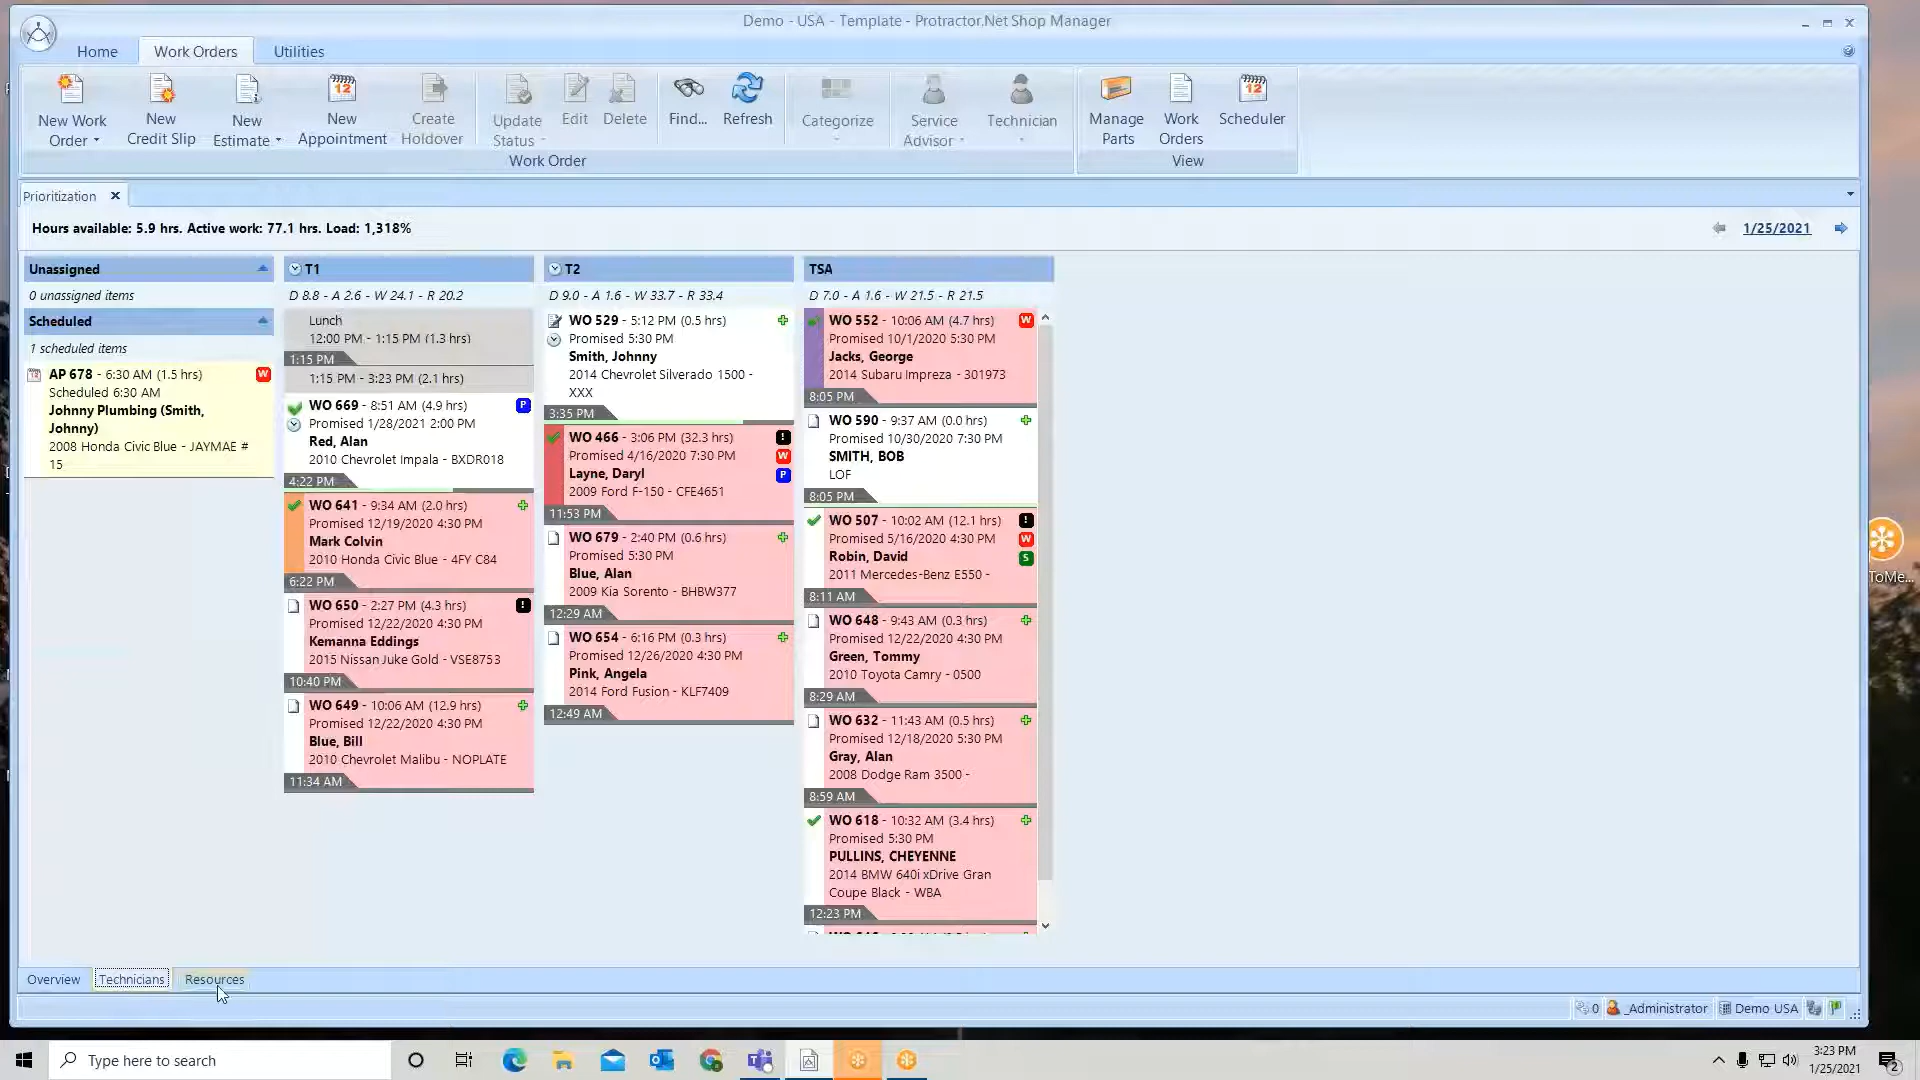 Demo - USA - Template - Protractor.Net Shop Manager
Home
Work Orders
Utilities
New Work
Order
New
Credit Slip
New
Estimate
New
Appointment
Create
Holdover
Update
Status
Edit
Delete
Find...
Refresh
Categorize
Service
Advisor
Technician
Manage
Parts
Work
Orders
Scheduler
Work Order
View
Prioritization
Hours available: 5.9 hrs. Active work: 77.1 hrs. Load: 1,318%
1/25/2021
Unassigned
0 unassigned items
Scheduled
1 scheduled items
AP 678 - 6:30 AM (1.5 hrs)
W
Scheduled 6:30 AM
Johnny Plumbing (Smith,
Johnny)
2008 Honda Civic Blue - JAYMAE #
15
T1
D 8.8 - A 2.6 - W 24.1 - R 20.2
Lunch
12:00 PM - 1:15 PM (1.3 hrs)
1:15 PM
1:15 PM - 3:23 PM (2.1 hrs)
WO 669 - 8:51 AM (4.9 hrs)
P
Promised 1/28/2021 2:00 PM
Red, Alan
2010 Chevrolet Impala - BXDR018
4:22 PM
WO 641 - 9:34 AM (2.0 hrs)
Promised 12/19/2020 4:30 PM
Mark Colvin
2010 Honda Civic Blue - 4FY C84
6:22 PM
WO 650 - 2:27 PM (4.3 hrs)
!
Promised 12/22/2020 4:30 PM
Kemanna Eddings
2015 Nissan Juke Gold - VSE8753
10:40 PM
WO 649 - 10:06 AM (12.9 hrs)
Promised 12/22/2020 4:30 PM
Blue, Bill
2010 Chevrolet Malibu - NOPLATE
11:34 AM
T2
D 9.0 - A 1.6 - W 33.7 - R 33.4
WO 529 - 5:12 PM (0.5 hrs)
Promised 5:30 PM
Smith, Johnny
2014 Chevrolet Silverado 1500 -
XXX
3:35 PM
WO 466 - 3:06 PM (32.3 hrs)
!
Promised 4/16/2020 7:30 PM
W
Layne, Daryl
P
2009 Ford F-150 - CFE4651
11:53 PM
WO 679 - 2:40 PM (0.6 hrs)
Promised 5:30 PM
Blue, Alan
2009 Kia Sorento - BHBW377
12:29 AM
WO 654 - 6:16 PM (0.3 hrs)
Promised 12/26/2020 4:30 PM
Pink, Angela
2014 Ford Fusion - KLF7409
12:49 AM
TSA
D 7.0 - A 1.6 - W 21.5 - R 21.5
WO 552 - 10:06 AM (4.7 hrs)
W
Promised 10/1/2020 5:30 PM
Jacks, George
2014 Subaru Impreza - 301973
8:05 PM
WO 590 - 9:37 AM (0.0 hrs)
Promised 10/30/2020 7:30 PM
SMITH, BOB
LOF
8:05 PM
WO 507 - 10:02 AM (12.1 hrs)
!
Promised 5/16/2020 4:30 PM
W
Robin, David
S
2011 Mercedes-Benz E550 -
8:11 AM
WO 648 - 9:43 AM (0.3 hrs)
Promised 12/22/2020 4:30 PM
Green, Tommy
2010 Toyota Camry - 0500
8:29 AM
WO 632 - 11:43 AM (0.5 hrs)
Promised 12/18/2020 5:30 PM
Gray, Alan
2008 Dodge Ram 3500 -
8:59 AM
WO 618 - 10:32 AM (3.4 hrs)
Promised 5:30 PM
PULLINS, CHEYENNE
2014 BMW 640i xDrive Gran
Coupe Black - WBA
12:23 PM
Overview
Technicians
Resources
0
_Administrator
Demo USA
ToMe...
Type here to search
3:23 PM
1/25/2021
2